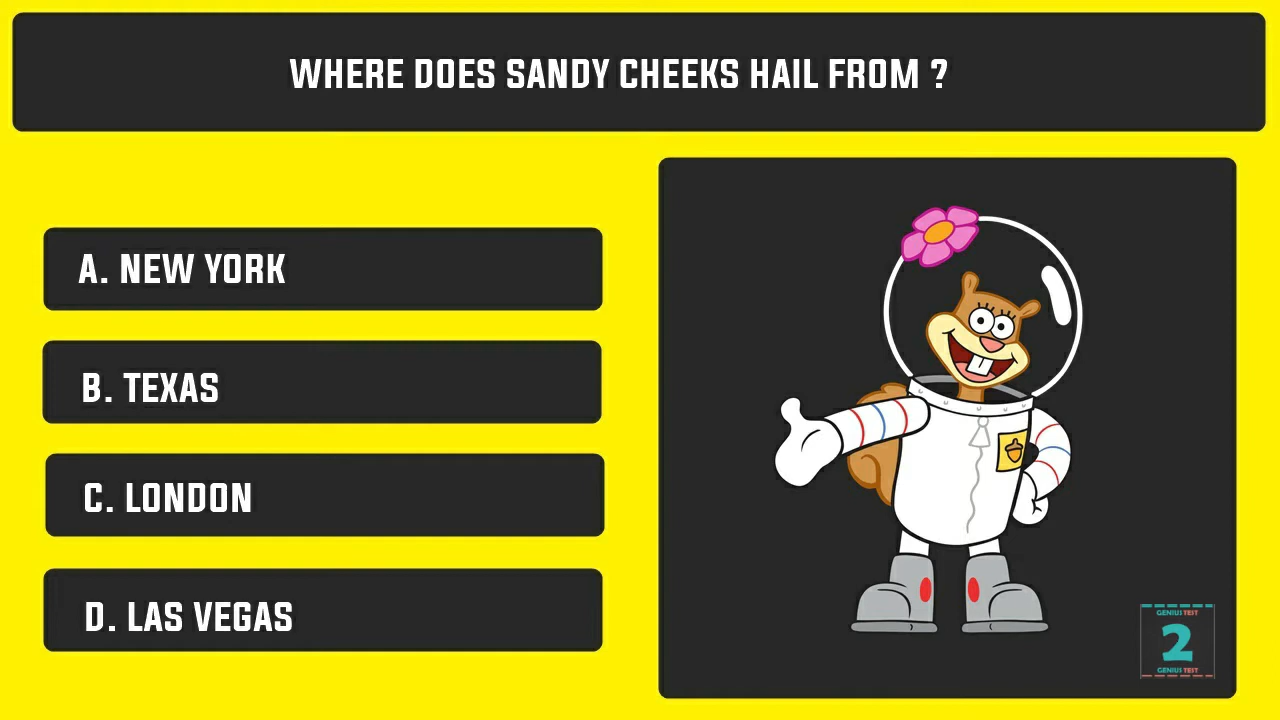 WHERE DOES SANDY CHEEKS HAIL FROM ?
A. NEW YORK
B. TEXAS
C. LONDON
D. LAS VEGAS
GENIUS TEST
2
GENIUS TEST